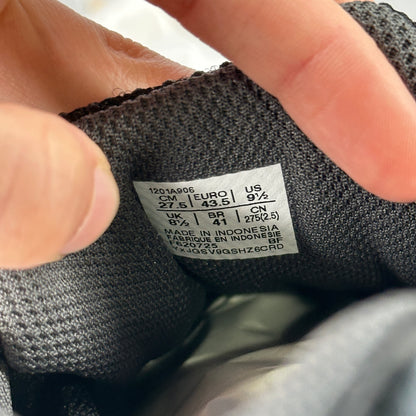 1201A906
CM EURO US
27.5 43.5 9½
UK BR CN
8½ 41 275(2.5)
MADE IN INDONESIA
FABRIQUE EN INDONESIE
BF